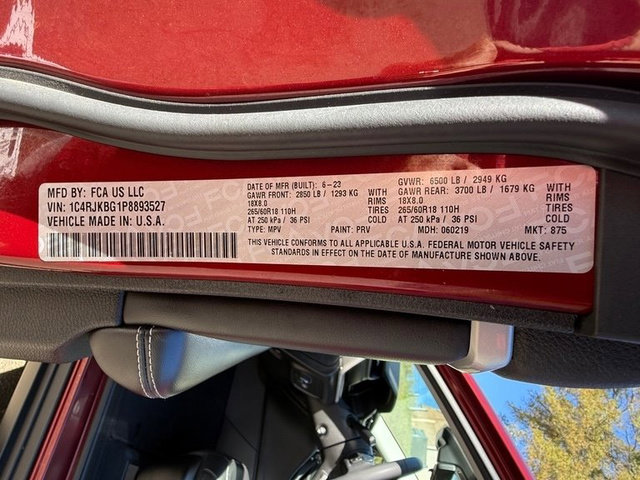 MFD BY: FCA US LLC
VIN: 1C4RJKBG1P8893527
VEHICLE MADE IN: U.S.A.
DATE OF MFR (BUILT): 6-23
GAWR FRONT: 2850 LB / 1293 KG WITH
18X8.0 RIMS
265/60R18 110H TIRES
AT 250 kPa / 36 PSI COLD
GVWR: 6500 LB / 2949 KG
GAWR REAR: 3700 LB / 1679 KG WITH
18X8.0 RIMS
265/60R18 110H TIRES
AT 250 kPa / 36 PSI COLD
TYPE: MPV PAINT: PRV MDH: 060219 MKT: 875
THIS VEHICLE CONFORMS TO ALL APPLICABLE U.S.A. FEDERAL MOTOR VEHICLE SAFETY
STANDARDS IN EFFECT ON THE DATE OF MANUFACTURE SHOWN ABOVE.